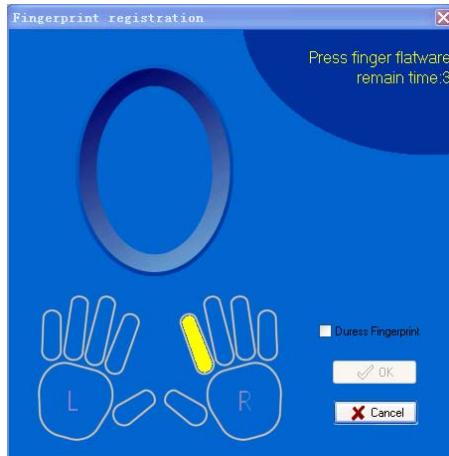 Fingerprint registration
Press finger flatware
remain time:3
Duress Fingerprint
L
R
OK
Cancel